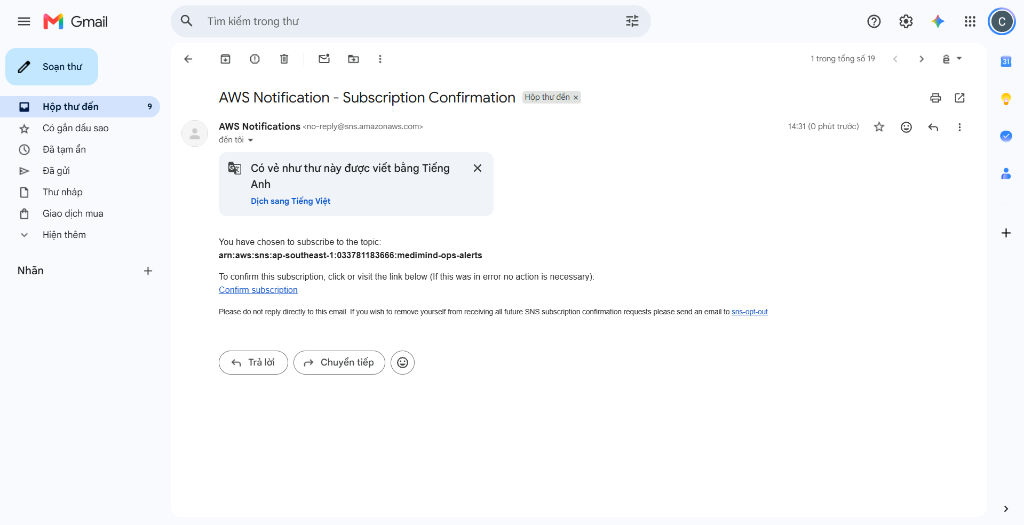 Gmail
Tìm kiếm trong thư
C
Soạn thư
Hộp thư đến 9
Có gắn dấu sao
Đã tạm ẩn
Đã gửi
Thư nháp
Giao dịch mua
Hiện thêm
Nhãn
1 trong tổng số 19
AWS Notification - Subscription Confirmation Hộp thư đến ×
AWS Notifications <no-reply@sns.amazonaws.com> 14:31 (0 phút trước)
đến tôi
Có vẻ như thư này được viết bằng Tiếng
Anh
Dịch sang Tiếng Việt
You have chosen to subscribe to the topic:
arn:aws:sns:ap-southeast-1:033781183666:medimind-ops-alerts
To confirm this subscription, click or visit the link below (If this was in error no action is necessary).
Confirm subscription
Please do not reply directly to this email. If you wish to remove yourself from receiving all future SNS subscription confirmation requests please send an email to sns-opt-out
Trả lời
Chuyển tiếp
31